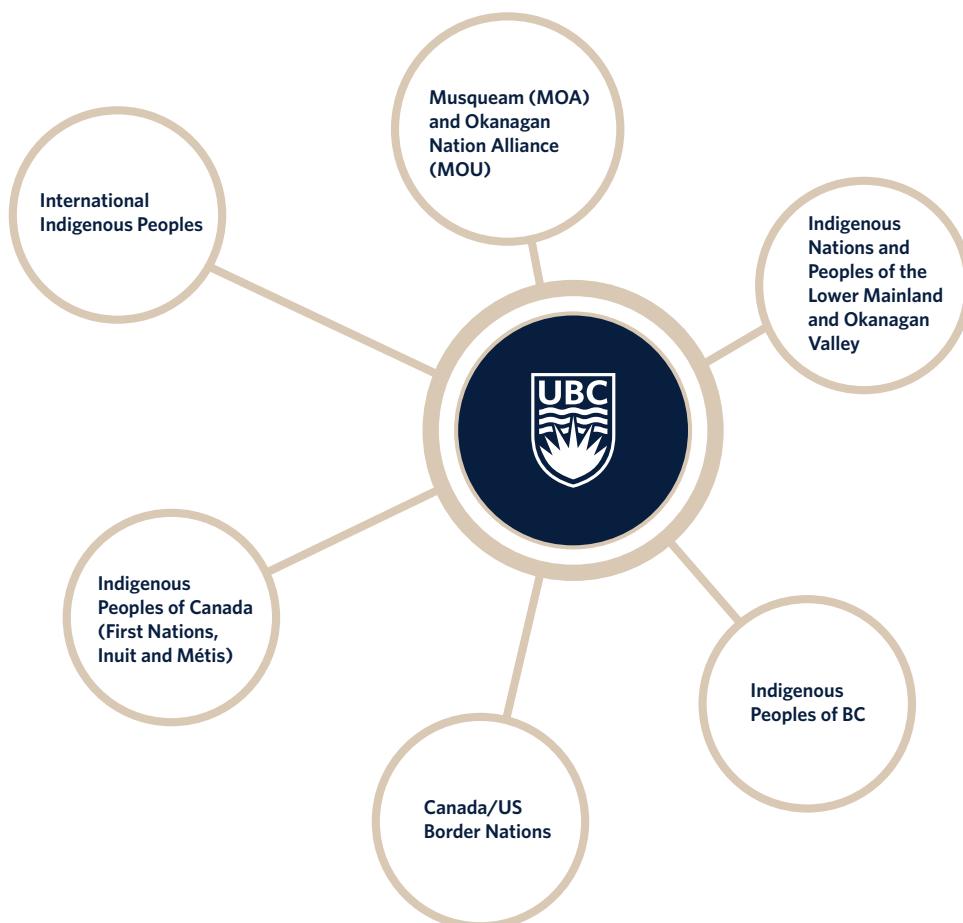 Musqueam (MOA)
and Okanagan
Nation Alliance
(MOU)
International
Indigenous Peoples
Indigenous
Nations and
Peoples of the
Lower Mainland
and Okanagan
Valley
UBC
Indigenous
Peoples of Canada
(First Nations,
Inuit and Métis)
Indigenous
Peoples of BC
Canada/US
Border Nations